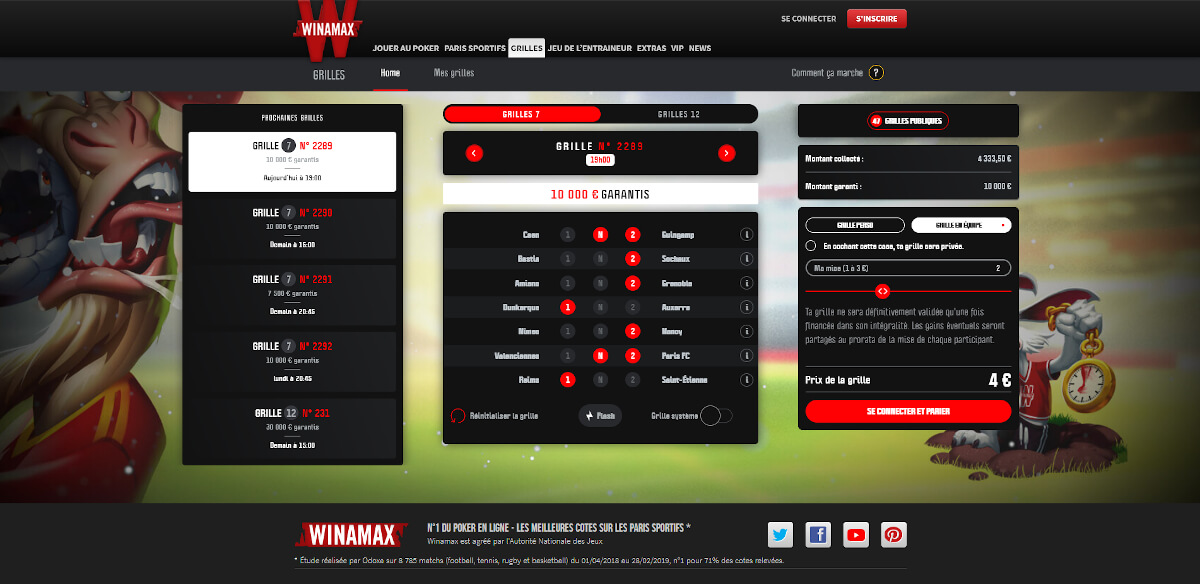 WINAMAX
SE CONNECTER
S'INSCRIRE
JOUER AU POKER PARIS SPORTIFS GRILLES JEU DE L'ENTRAINEUR EXTRAS VIP NEWS
GRILLES Home Mes grilles Comment ça marche ?
PROCHAINES GRILLES
GRILLE 7 N° 2289
10 000 € garantis
Aujourd'hui à 19:00
GRILLE 7 N° 2290
10 000 € garantis
Demain à 16:00
GRILLE 7 N° 2291
7 500 € garantis
Demain à 20:45
GRILLE 7 N° 2292
10 000 € garantis
lundi à 20:45
GRILLE 12 N° 231
30 000 € garantis
Demain à 15:00
GRILLES 7 GRILLES 12
GRILLE N° 2289
19h00
10 000 € GARANTIS
Caen 1 N 2 Guingamp i
Bastia 1 N 2 Sochaux i
Amiens 1 N 2 Grenoble i
Dunkerque 1 N 2 Auxerre i
Nîmes 1 N 2 Nancy i
Valenciennes 1 N 2 Paris FC i
Reims 1 N 2 Saint-Étienne i
Réinitialiser la grille Flash Grille système
47 GRILLES PUBLIQUES
Montant collecté : 4 333,50 €
Montant garanti : 10 000 €
GRILLE PERSO GRILLE EN ÉQUIPE
En cochant cette case, ta grille sera privée.
Ma mise (1 à 3 €) 2
Ta grille ne sera définitivement validée qu'une fois
financée dans son intégralité. Les gains éventuels seront
partagés au prorata de la mise de chaque participant.
Prix de la grille 4 €
SE CONNECTER ET PARIER
WINAMAX
N°1 DU POKER EN LIGNE - LES MEILLEURES COTES SUR LES PARIS SPORTIFS *
Winamax est agréé par l'Autorité Nationale des Jeux
* Étude réalisée par Odoxa sur 8 785 matchs (football, tennis, rugby et basketball) du 01/04/2018 au 28/02/2019, n°1 pour 71% des cotes relevées.